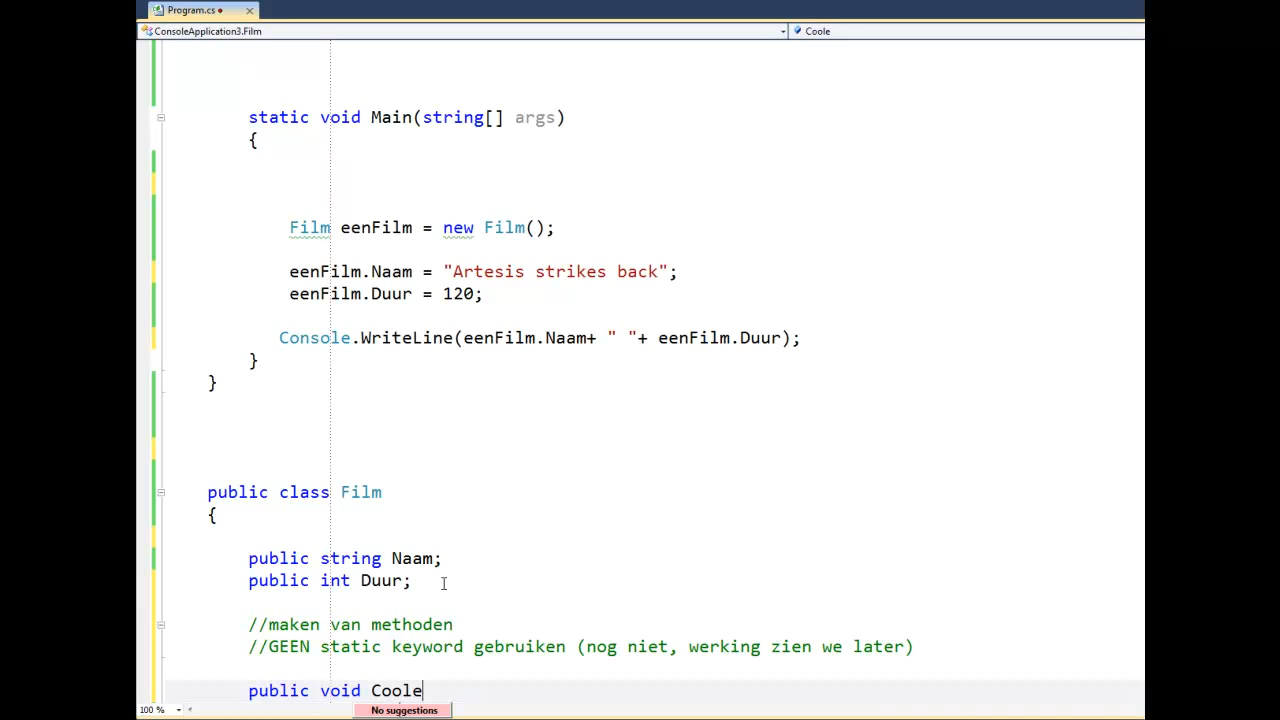 Program.cs
ConsoleApplication3.Film
Coole
static void Main(string[] args)
{
Film eenFilm = new Film();
eenFilm.Naam = "Artesis strikes back";
eenFilm.Duur = 120;
Console.WriteLine(eenFilm.Naam+ " "+ eenFilm.Duur);
}
}
public class Film
{
public string Naam;
public int Duur;
//maken van methoden
//GEEN static keyword gebruiken (nog niet, werking zien we later)
public void Coole
100 %
No suggestions